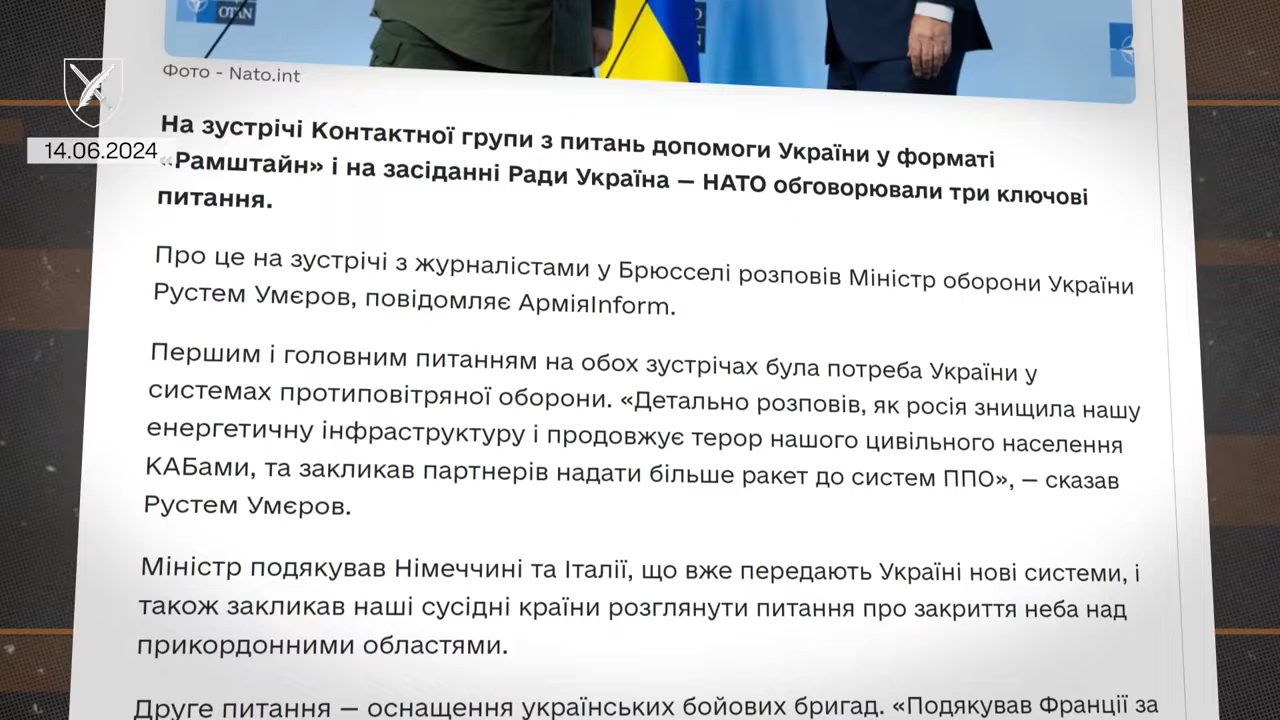 OTAN
Фото - Nato.int
14.06.2024
На зустрічі Контактної групи з питань допомоги України у форматі
«Рамштайн» і на засіданні Ради Україна — НАТО обговорювали три ключові
питання.
Про це на зустрічі з журналістами у Брюсселі розповів Міністр оборони України
Рустем Умєров, повідомляє АрміяInform.
Першим і головним питанням на обох зустрічах була потреба України у
системах протиповітряної оборони. «Детально розповів, як росія знищила нашу
енергетичну інфраструктуру і продовжує терор нашого цивільного населення
КАБами, та закликав партнерів надати більше ракет до систем ППО», — сказав
Рустем Умєров.
Міністр подякував Німеччині та Італії, що вже передають Україні нові системи, і
також закликав наші сусідні країни розглянути питання про закриття неба над
прикордонними областями.
Друге питання — оснащення українських бойових бригад. «Подякував Франції за